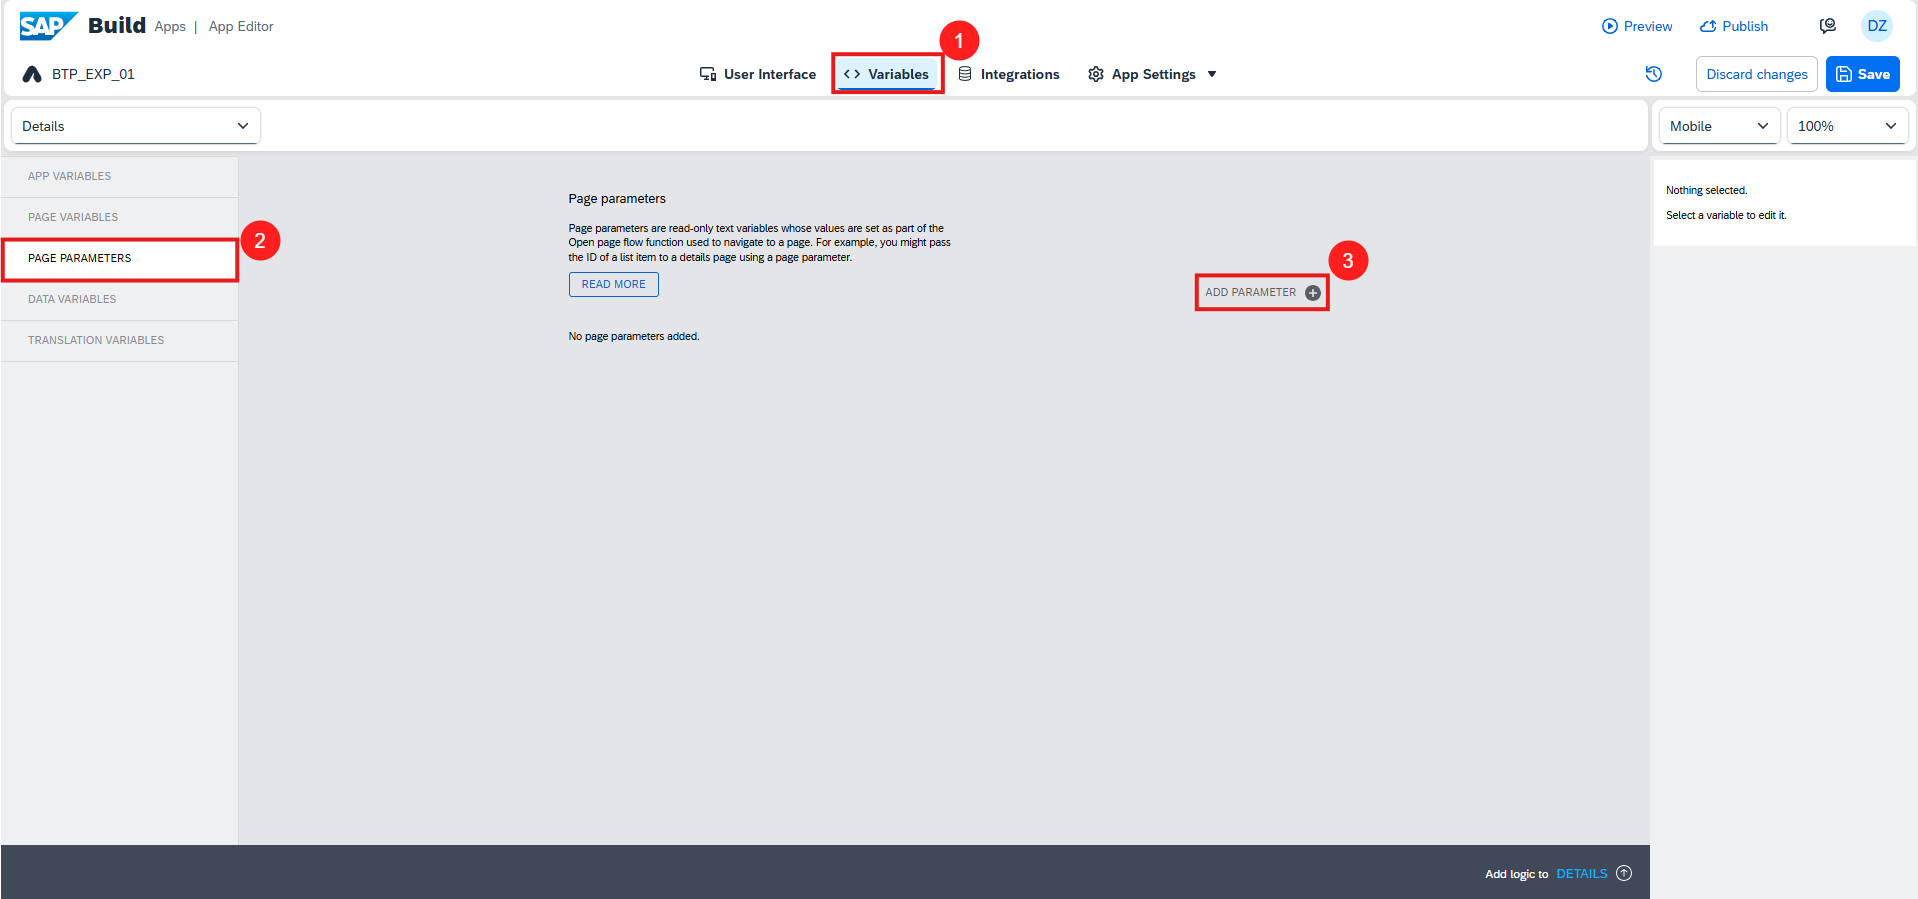 SAP Build Apps | App Editor
Preview
Publish
DZ
BTP_EXP_01
User Interface
Variables
1
Integrations
App Settings
Discard changes
Save
Details
Mobile
100%
APP VARIABLES
PAGE VARIABLES
PAGE PARAMETERS
2
DATA VARIABLES
TRANSLATION VARIABLES
Page parameters
Page parameters are read-only text variables whose values are set as part of the
Open page flow function used to navigate to a page. For example, you might pass
the ID of a list item to a details page using a page parameter.
READ MORE
3
ADD PARAMETER
No page parameters added.
Nothing selected.
Select a variable to edit it.
Add logic to DETAILS